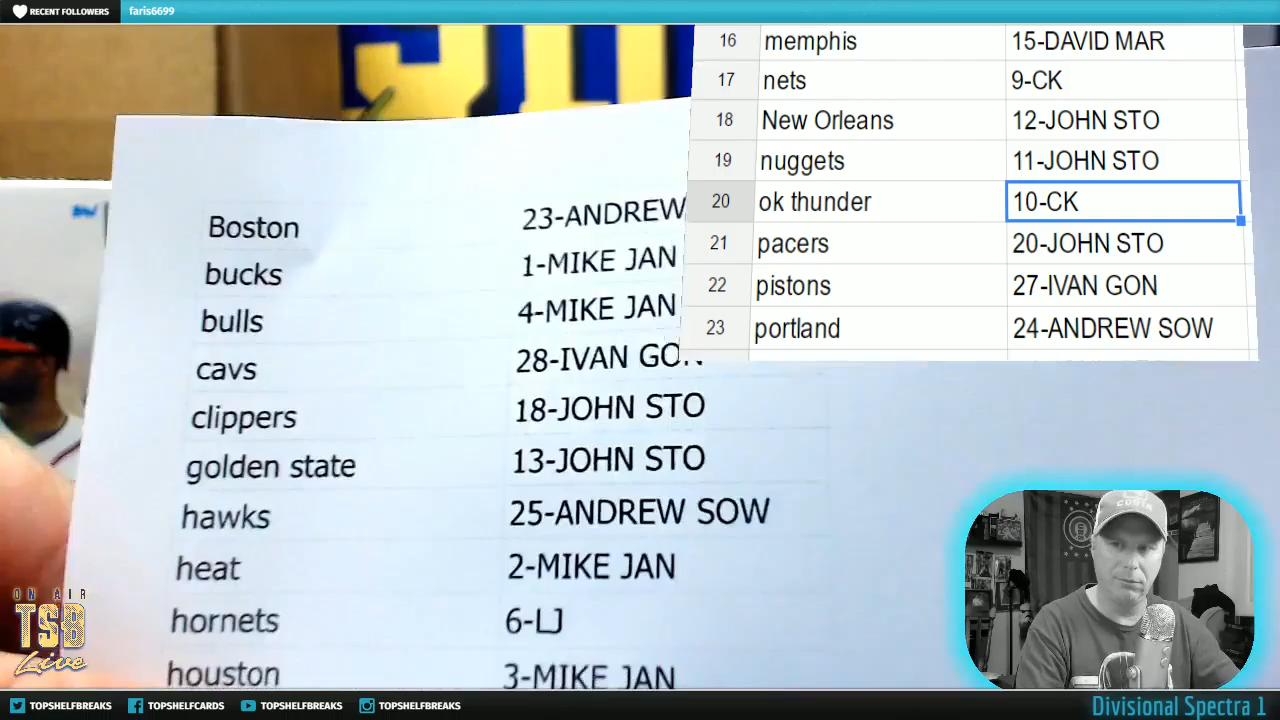 RECENT FOLLOWERS faris6699
16 memphis 15-DAVID MAR
17 nets 9-CK
18 New Orleans 12-JOHN STO
19 nuggets 11-JOHN STO
20 ok thunder 10-CK
21 pacers 20-JOHN STO
22 pistons 27-IVAN GON
23 portland 24-ANDREW SOW
Boston 23-ANDREW
bucks 1-MIKE JAN
bulls 4-MIKE JAN
cavs 28-IVAN GON
clippers 18-JOHN STO
golden state 13-JOHN STO
hawks 25-ANDREW SOW
heat 2-MIKE JAN
hornets 6-LJ
houston 3-MIKE JAN
ON AIR
TSB
Live
TOPSHELFBREAKS TOPSHELFCARDS TOPSHELFBREAKS TOPSHELFBREAKS
Divisional Spectra 1